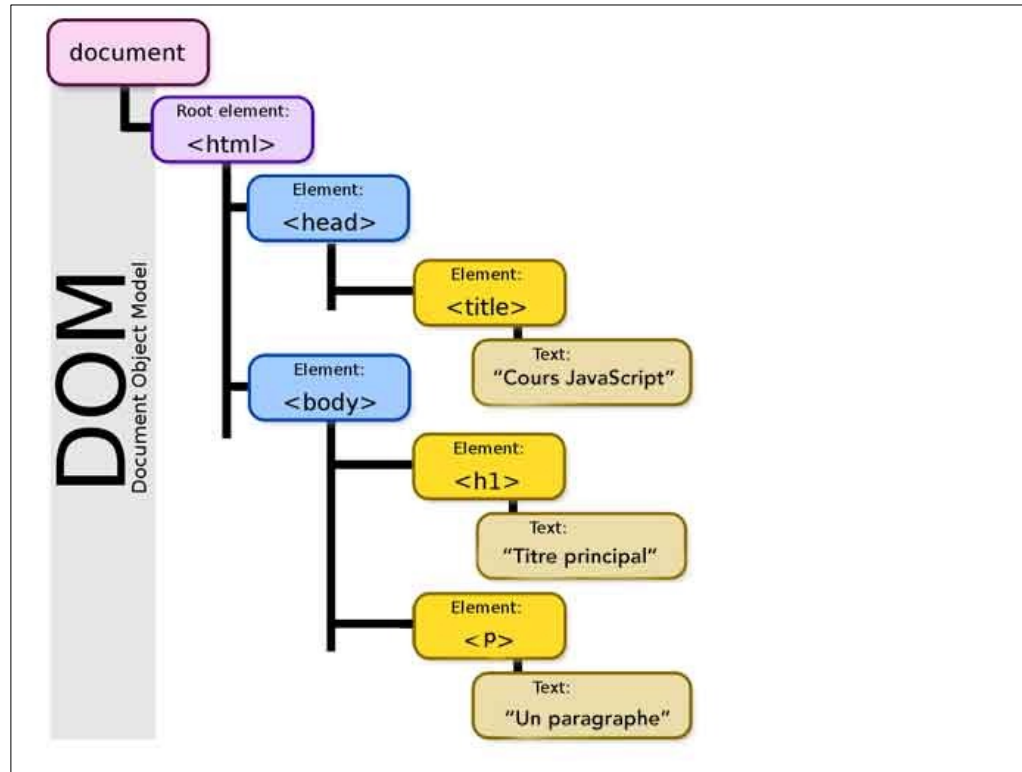 document
Root element:
<html>
Element:
<head>
Element:
<title>
Text:
“Cours JavaScript”
Element:
<body>
Element:
<h1>
Text:
“Titre principal”
Element:
<P>
Text:
“Un paragraphe”
DOM
Document Object Model